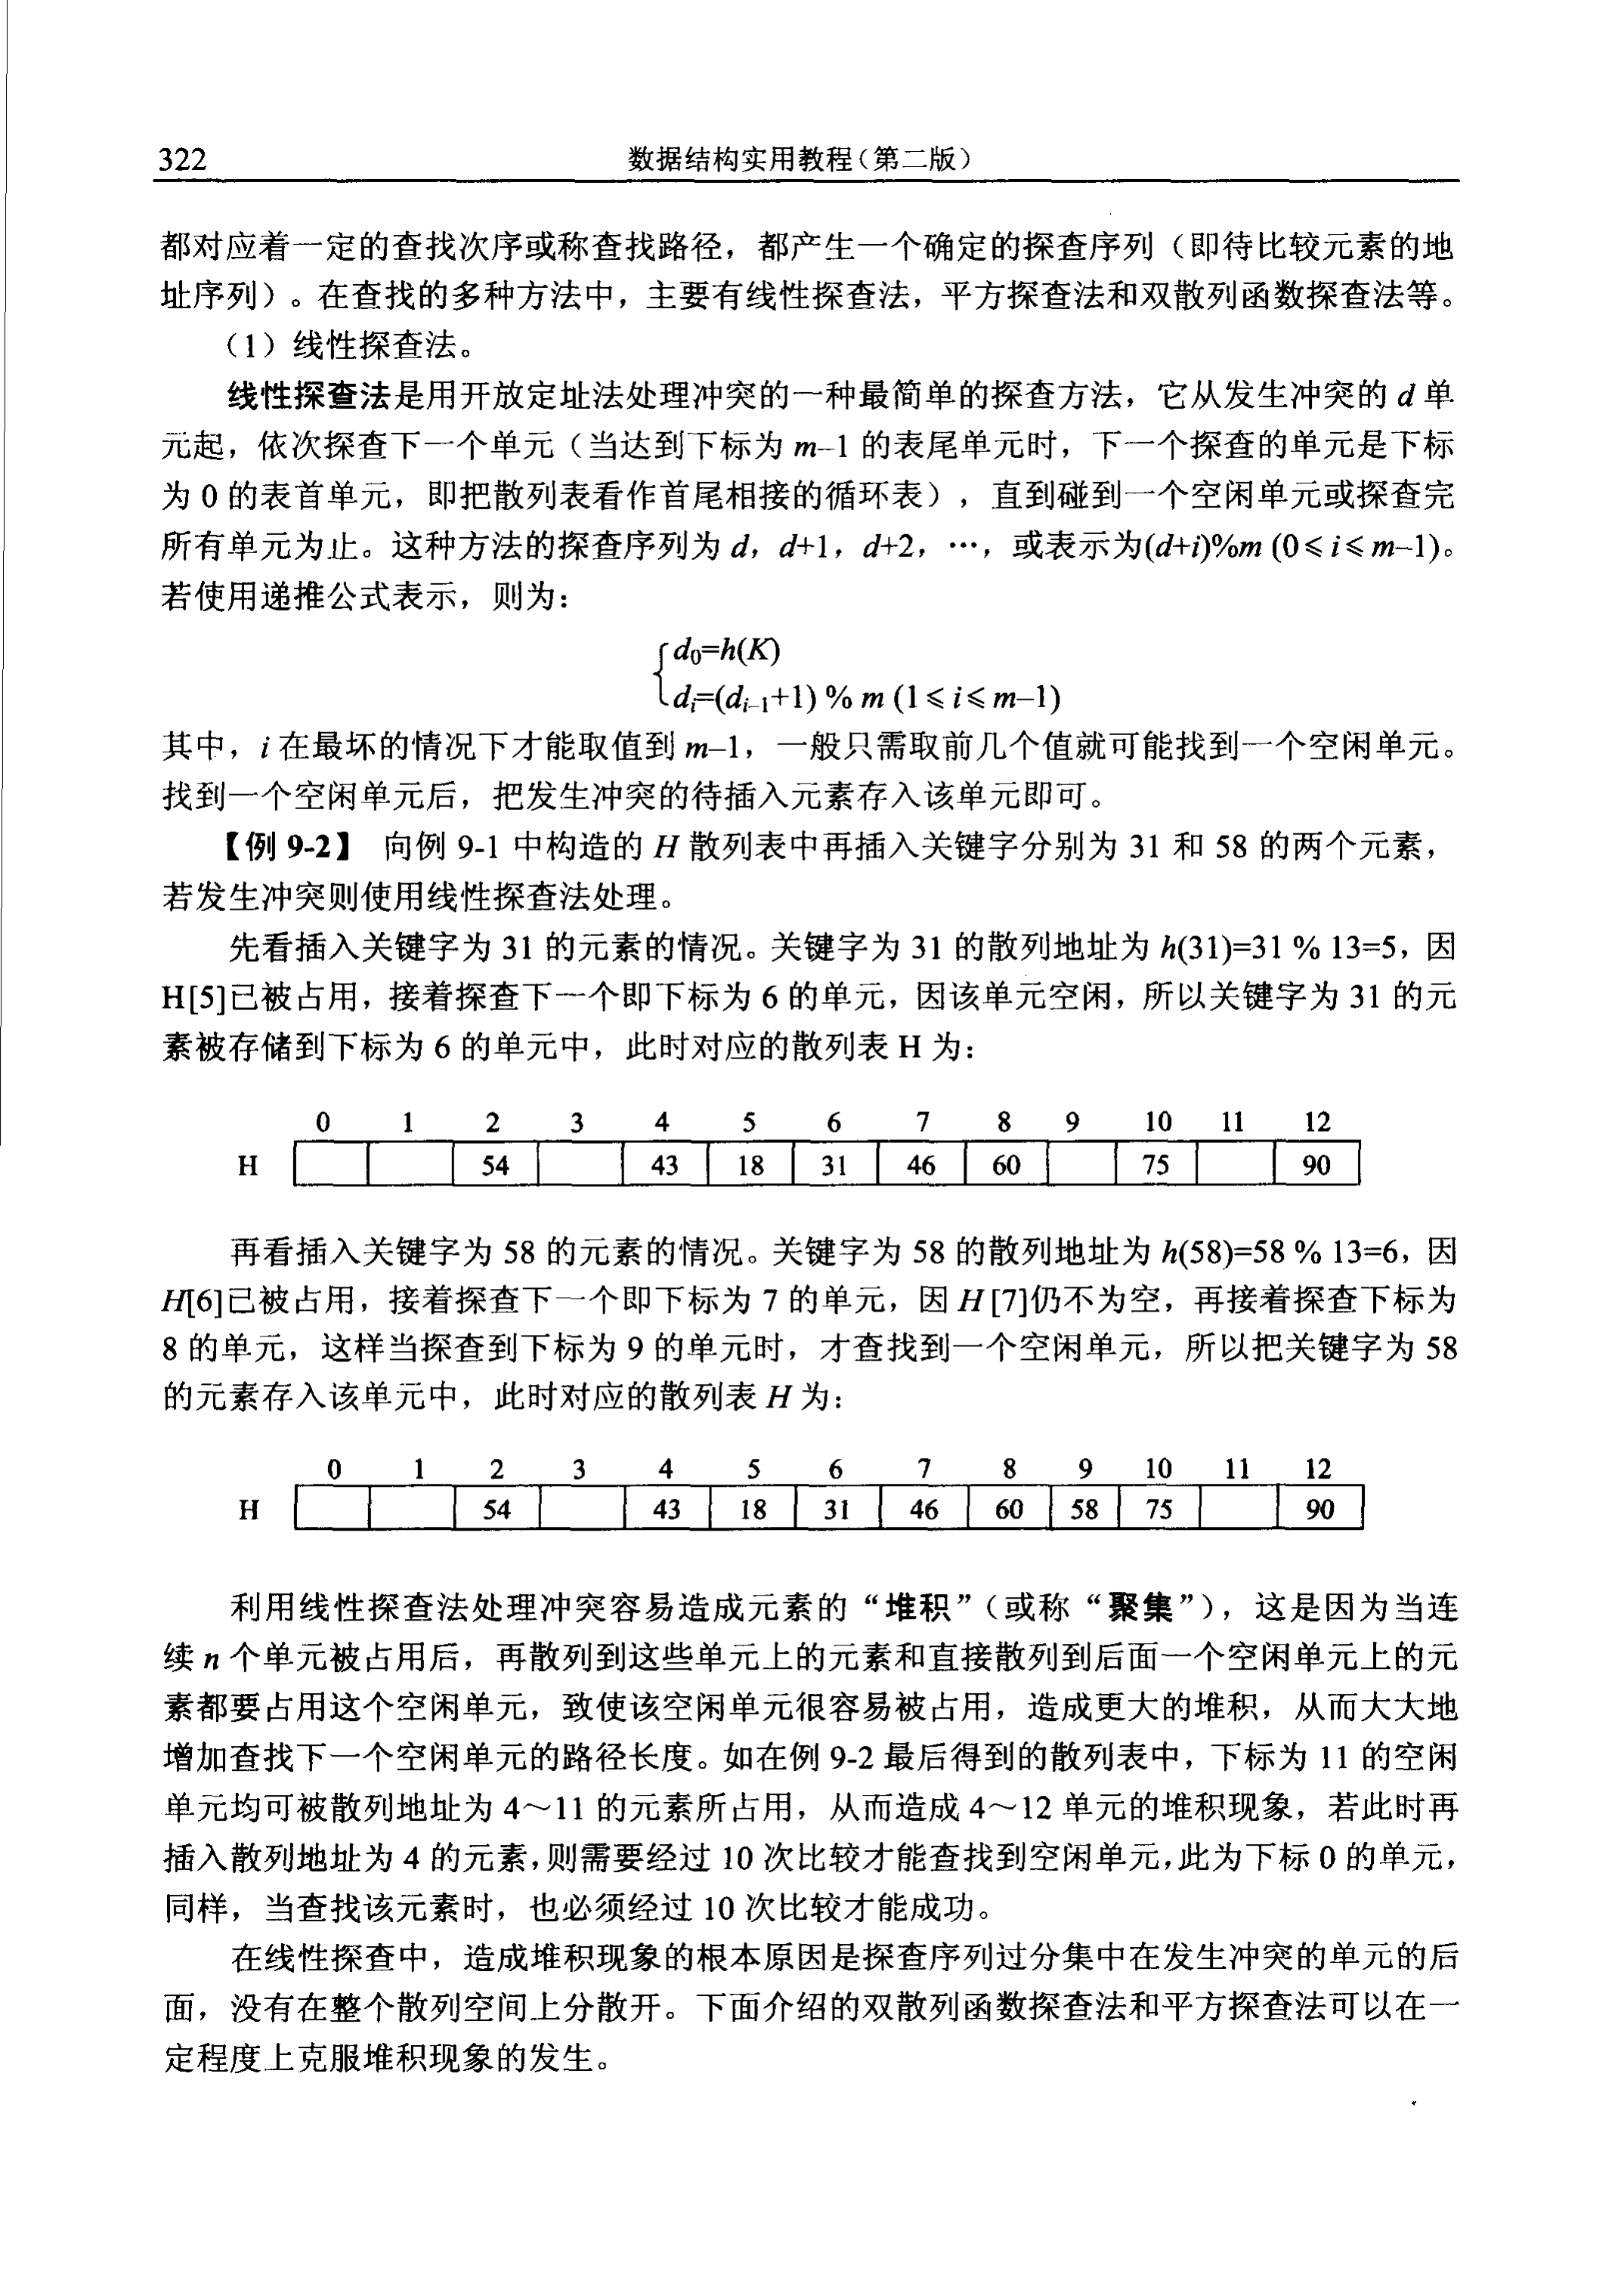 322 数据结构实用教程（第二版）
都对应着一定的查找次序或称查找路径，都产生一个确定的探查序列（即待比较元素的地
址序列）。在查找的多种方法中，主要有线性探查法，平方探查法和双散列函数探查法等。
（1）线性探查法。
线性探查法是用开放定址法处理冲突的一种最简单的探查方法，它从发生冲突的 d 单
元起，依次探查下一个单元（当达到下标为 m–1 的表尾单元时，下一个探查的单元是下标
为 0 的表首单元，即把散列表看作首尾相接的循环表），直到碰到一个空闲单元或探查完
所有单元为止。这种方法的探查序列为 d，d+1，d+2，…，或表示为(d+i)%m (0≤i≤m–1)。
若使用递推公式表示，则为：
d₀=h(K)
dᵢ=(dᵢ₋₁+1) % m (1≤i≤m–1)
其中，i 在最坏的情况下才能取值到 m–1，一般只需取前几个值就可能找到一个空闲单元。
找到一个空闲单元后，把发生冲突的待插入元素存入该单元即可。
【例 9-2】 向例 9-1 中构造的 H 散列表中再插入关键字分别为 31 和 58 的两个元素，
若发生冲突则使用线性探查法处理。
先看插入关键字为 31 的元素的情况。关键字为 31 的散列地址为 h(31)=31 % 13=5，因
H[5]已被占用，接着探查下一个即下标为 6 的单元，因该单元空闲，所以关键字为 31 的元
素被存储到下标为 6 的单元中，此时对应的散列表 H 为：
0 1 2 3 4 5 6 7 8 9 10 11 12
H 54 43 18 31 46 60 75 90
再看插入关键字为 58 的元素的情况。关键字为 58 的散列地址为 h(58)=58 % 13=6，因
H[6]已被占用，接着探查下一个即下标为 7 的单元，因 H [7]仍不为空，再接着探查下标为
8 的单元，这样当探查到下标为 9 的单元时，才查找到一个空闲单元，所以把关键字为 58
的元素存入该单元中，此时对应的散列表 H 为：
0 1 2 3 4 5 6 7 8 9 10 11 12
H 54 43 18 31 46 60 58 75 90
利用线性探查法处理冲突容易造成元素的“堆积”（或称“聚集”），这是因为当连
续 n 个单元被占用后，再散列到这些单元上的元素和直接散列到后面一个空闲单元上的元
素都要占用这个空闲单元，致使该空闲单元很容易被占用，造成更大的堆积，从而大大地
增加查找下一个空闲单元的路径长度。如在例 9-2 最后得到的散列表中，下标为 11 的空闲
单元均可被散列地址为 4～11 的元素所占用，从而造成 4～12 单元的堆积现象，若此时再
插入散列地址为 4 的元素,则需要经过 10 次比较才能查找到空闲单元,此为下标 0 的单元，
同样，当查找该元素时，也必须经过 10 次比较才能成功。
在线性探查中，造成堆积现象的根本原因是探查序列过分集中在发生冲突的单元的后
面，没有在整个散列空间上分散开。下面介绍的双散列函数探查法和平方探查法可以在一
定程度上克服堆积现象的发生。